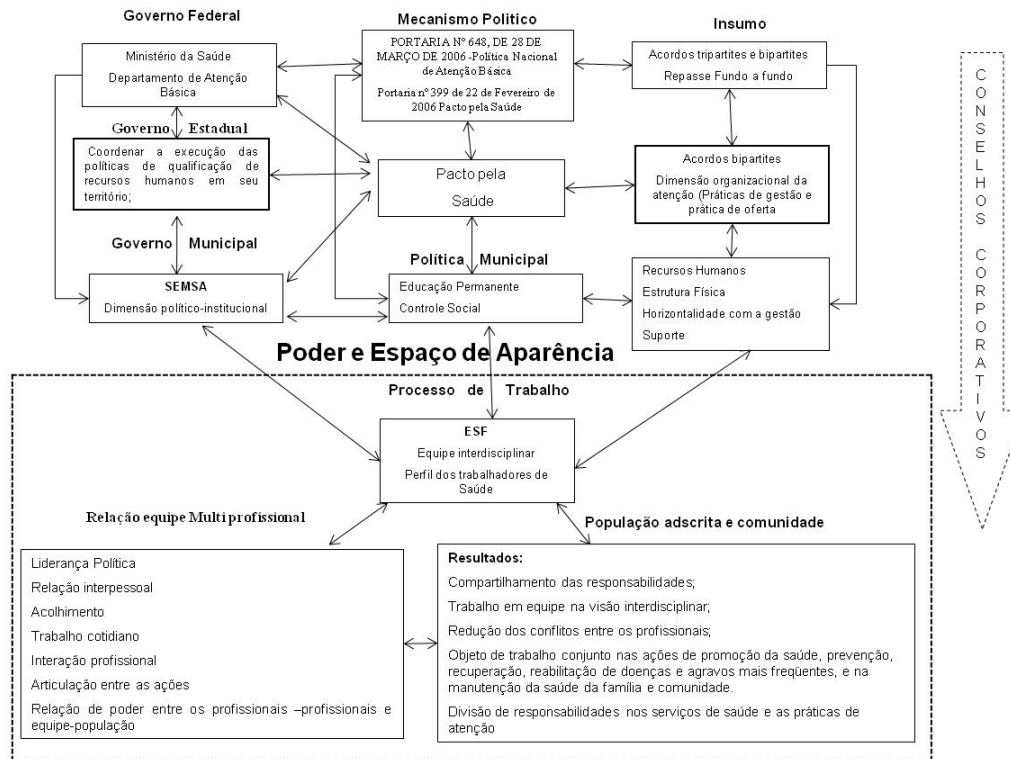 Governo Federal
Mecanismo Politico
Insumo
Ministério da Saúde
Departamento de Atenção
Básica
PORTARIA Nº 648, DE 28 DE
MARÇO DE 2006 -Política Nacional
de Atenção Básica
Portaria nº 399 de 22 de Fevereiro de
2006 Pacto pela Saúde
Acordos tripartites e bipartites
Repasse Fundo a fundo
Governo Estadual
Coordenar a execução das
políticas de qualificação de
recursos humanos em seu
território;
Pacto pela
Saúde
Acordos bipartites
Dimensão organizacional da
atenção (Práticas de gestão e
prática de oferta
Governo Municipal
Política Municipal
SEMSA
Dimensão político-institucional
Educação Permanente
Controle Social
Recursos Humanos
Estrutura Física
Horizontalidade com a gestão
Suporte
CONSELHOS CORPORATIVOS
Poder e Espaço de Aparência
Processo de Trabalho
ESF
Equipe interdisciplinar
Perfil dos trabalhadores de
Saúde
Relação equipe Multi profissional
População adscrita e comunidade
Liderança Política
Relação interpessoal
Acolhimento
Trabalho cotidiano
Interação profissional
Articulação entre as ações
Relação de poder entre os profissionais –profissionais e
equipe-população
Resultados:
Compartilhamento das responsabilidades;
Trabalho em equipe na visão interdisciplinar;
Redução dos conflitos entre os profissionais;
Objeto de trabalho conjunto nas ações de promoção da saúde, prevenção,
recuperação, reabilitação de doenças e agravos mais freqüentes, e na
manutenção da saúde da família e comunidade.
Divisão de responsabilidades nos serviços de saúde e as práticas de
atenção